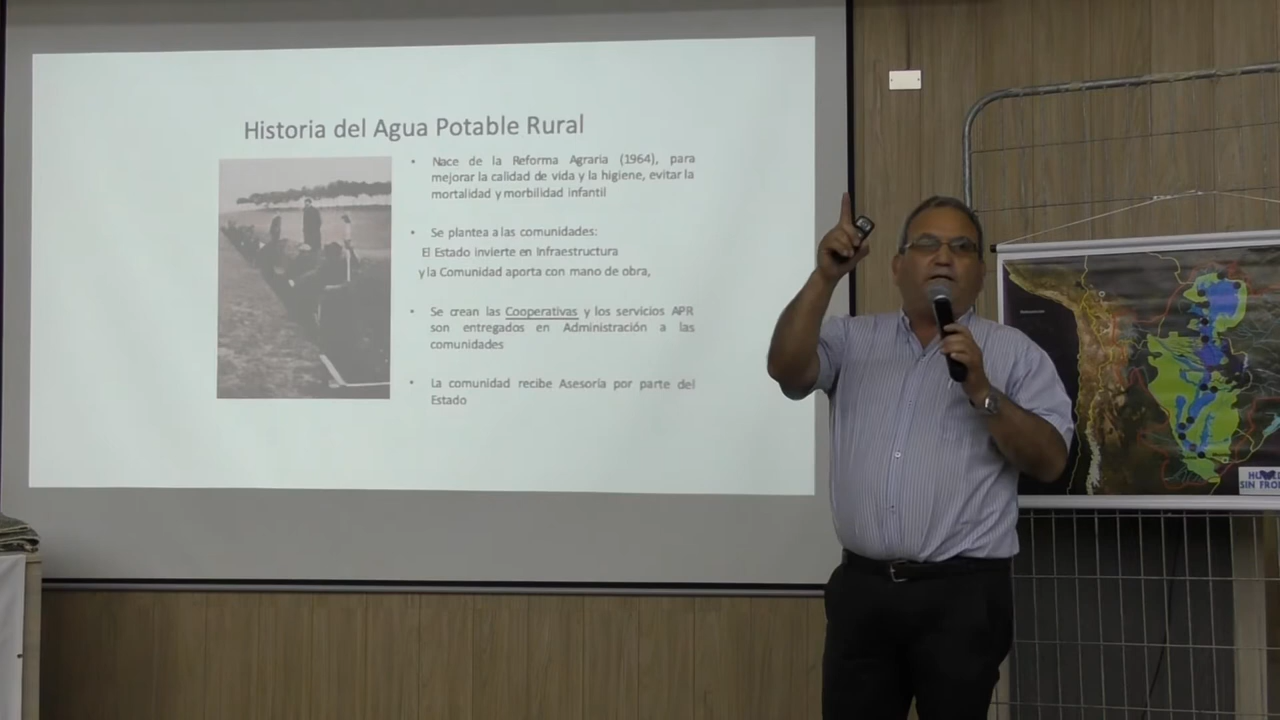 Historia del Agua Potable Rural
• Nace de la Reforma Agraria (1964), para
mejorar la calidad de vida y la higiene, evitar la
mortalidad y morbilidad infantil
• Se plantea a las comunidades:
El Estado invierte en Infraestructura
y la Comunidad aporta con mano de obra,
• Se crean las Cooperativas y los servicios APR
son entregados en Administración a las
comunidades
• La comunidad recibe Asesoría por parte del
Estado
SIN FRO